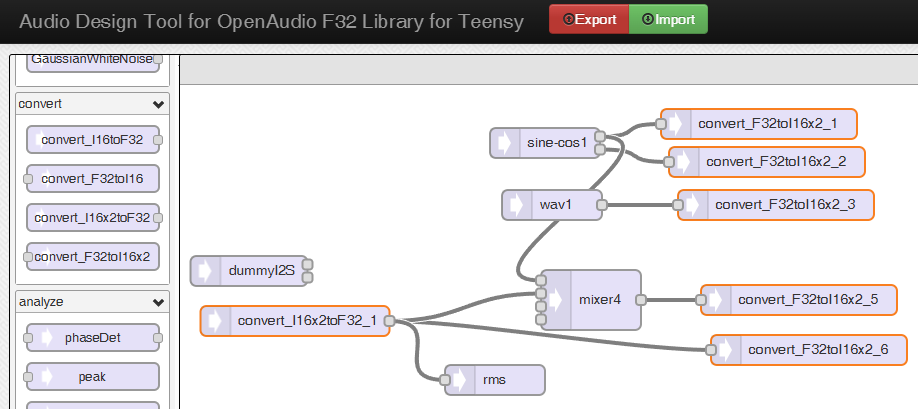 Audio Design Tool for OpenAudio F32 Library for Teensy
Export
Import
GaussianWhiteNoise
convert
convert_I16toF32
convert_F32toI16
convert_I16x2toF32
convert_F32toI16x2
analyze
phaseDet
peak
sine-cos1
convert_F32toI16x2_1
convert_F32toI16x2_2
wav1
convert_F32toI16x2_3
dummyI2S
mixer4
convert_F32toI16x2_5
convert_I16x2toF32_1
convert_F32toI16x2_6
rms